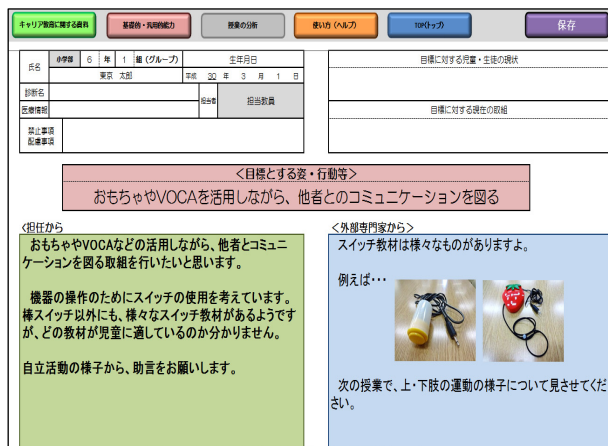 キャリア教育に関する資料
基礎的・汎用的能力
授業の分析
使い方（ヘルプ）
TOP(トップ)
保存
氏名
小学部 6 年 1 組（グループ）
生年月日
東京 太郎
平成 30 年 3 月 1 日
診断名
医療情報
担当者
担当教員
禁止事項
配慮事項
目標に対する児童・生徒の現状
目標に対する現在の取組
＜目標とする姿・行動等＞
おもちゃやVOCAを活用しながら、他者とのコミュニケーションを図る
＜担任から
おもちゃやVOCAなどの活用しながら、他者とコミュニ
ケーションを図る取組を行いたいと思います。
機器の操作のためにスイッチの使用を考えています。
棒スイッチ以外にも、様々なスイッチ教材があるようです
が、どの教材が児童に適しているのか分かりません。
自立活動の様子から、助言をお願いします。
＜外部専門家から＞
スイッチ教材は様々なものがありますよ。
例えば・・・
次の授業で、上・下肢の運動の様子について見させてくだ
さい。